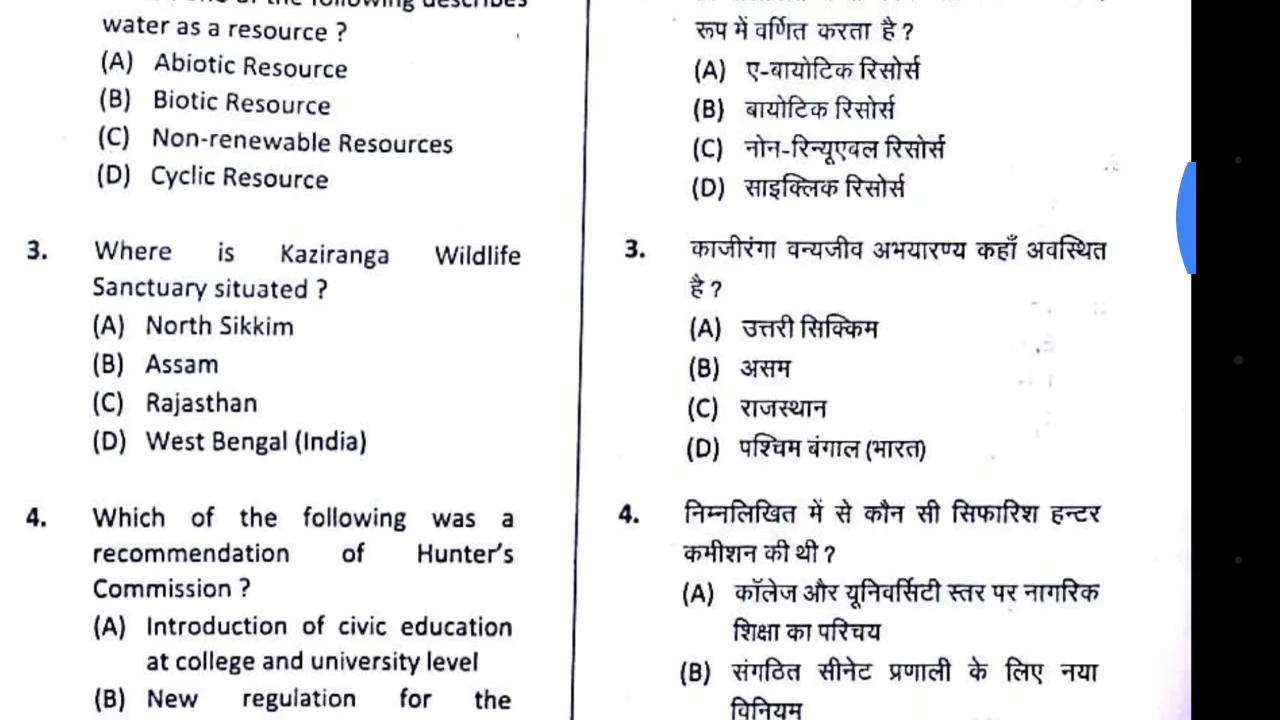 of the following describes
water as a resource ?
(A) Abiotic Resource
(B) Biotic Resource
(C) Non-renewable Resources
(D) Cyclic Resource
3. Where is Kaziranga Wildlife
Sanctuary situated ?
(A) North Sikkim
(B) Assam
(C) Rajasthan
(D) West Bengal (India)
4. Which of the following was a
recommendation of Hunter's
Commission ?
(A) Introduction of civic education
at college and university level
(B) New regulation for the
रूप में वर्णित करता है ?
(A) ए-बायोटिक रिसोर्स
(B) बायोटिक रिसोर्स
(C) नोन-रिन्यूएबल रिसोर्स
(D) साइक्लिक रिसोर्स
3. काजीरंगा वन्यजीव अभयारण्य कहाँ अवस्थित
है ?
(A) उत्तरी सिक्किम
(B) असम
(C) राजस्थान
(D) पश्चिम बंगाल (भारत)
4. निम्नलिखित में से कौन सी सिफारिश हन्टर
कमीशन की थी ?
(A) कॉलेज और यूनिवर्सिटी स्तर पर नागरिक
शिक्षा का परिचय
(B) संगठित सीनेट प्रणाली के लिए नया
विनियम